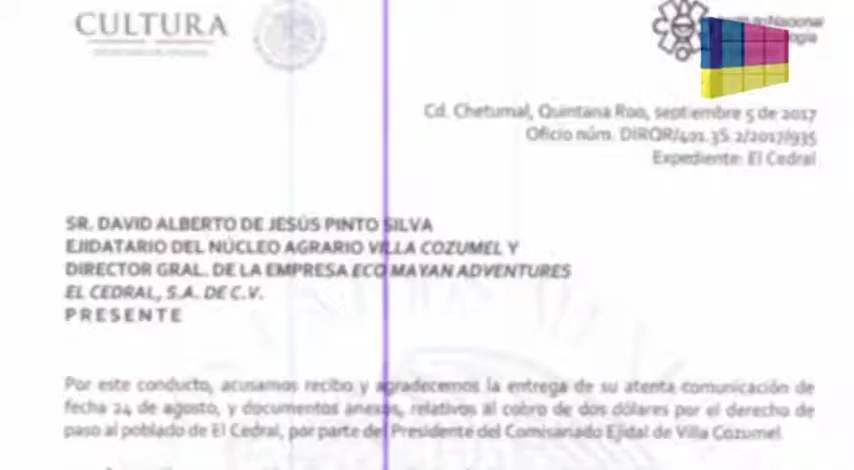 CULTURA
Nacional
Cd. Chetumal, Quintana Roo, septiembre 5 de 2017
Oficio núm. DIRQR/401.3S.2/2017/935
Expediente: El Cedral
SR. DAVID ALBERTO DE JESÚS PINTO SILVA
EJIDATARIO DEL NÚCLEO AGRARIO VILLA COZUMEL Y
DIRECTOR GRAL. DE LA EMPRESA ECO MAYAN ADVENTURES
EL CEDRAL, S.A. DE C.V.
PRESENTE
Por este conducto, acusamos recibo y agradecemos la entrega de su atenta comunicación de
fecha 24 de agosto, y documentos anexos, relativos al cobro de dos dólares por el derecho de
paso al poblado de El Cedral, por parte del Presidente del Comisariado Ejidal de Villa Cozumel.